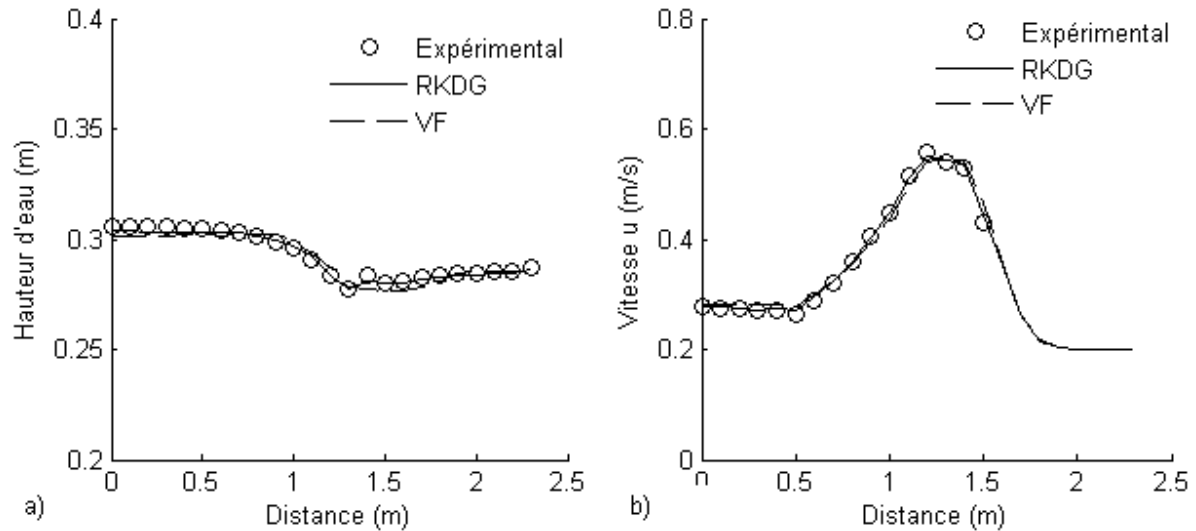 0.4
0.35
0.3
0.25
0.2
Hauteur d'eau (m)
Expérimental
RKDG
VF
0
0.5
1
1.5
2
2.5
Distance (m)
a)
0.8
0.6
0.4
0.2
0
Vitesse u (m/s)
Expérimental
RKDG
VF
0
0.5
1
1.5
2
2.5
Distance (m)
b)